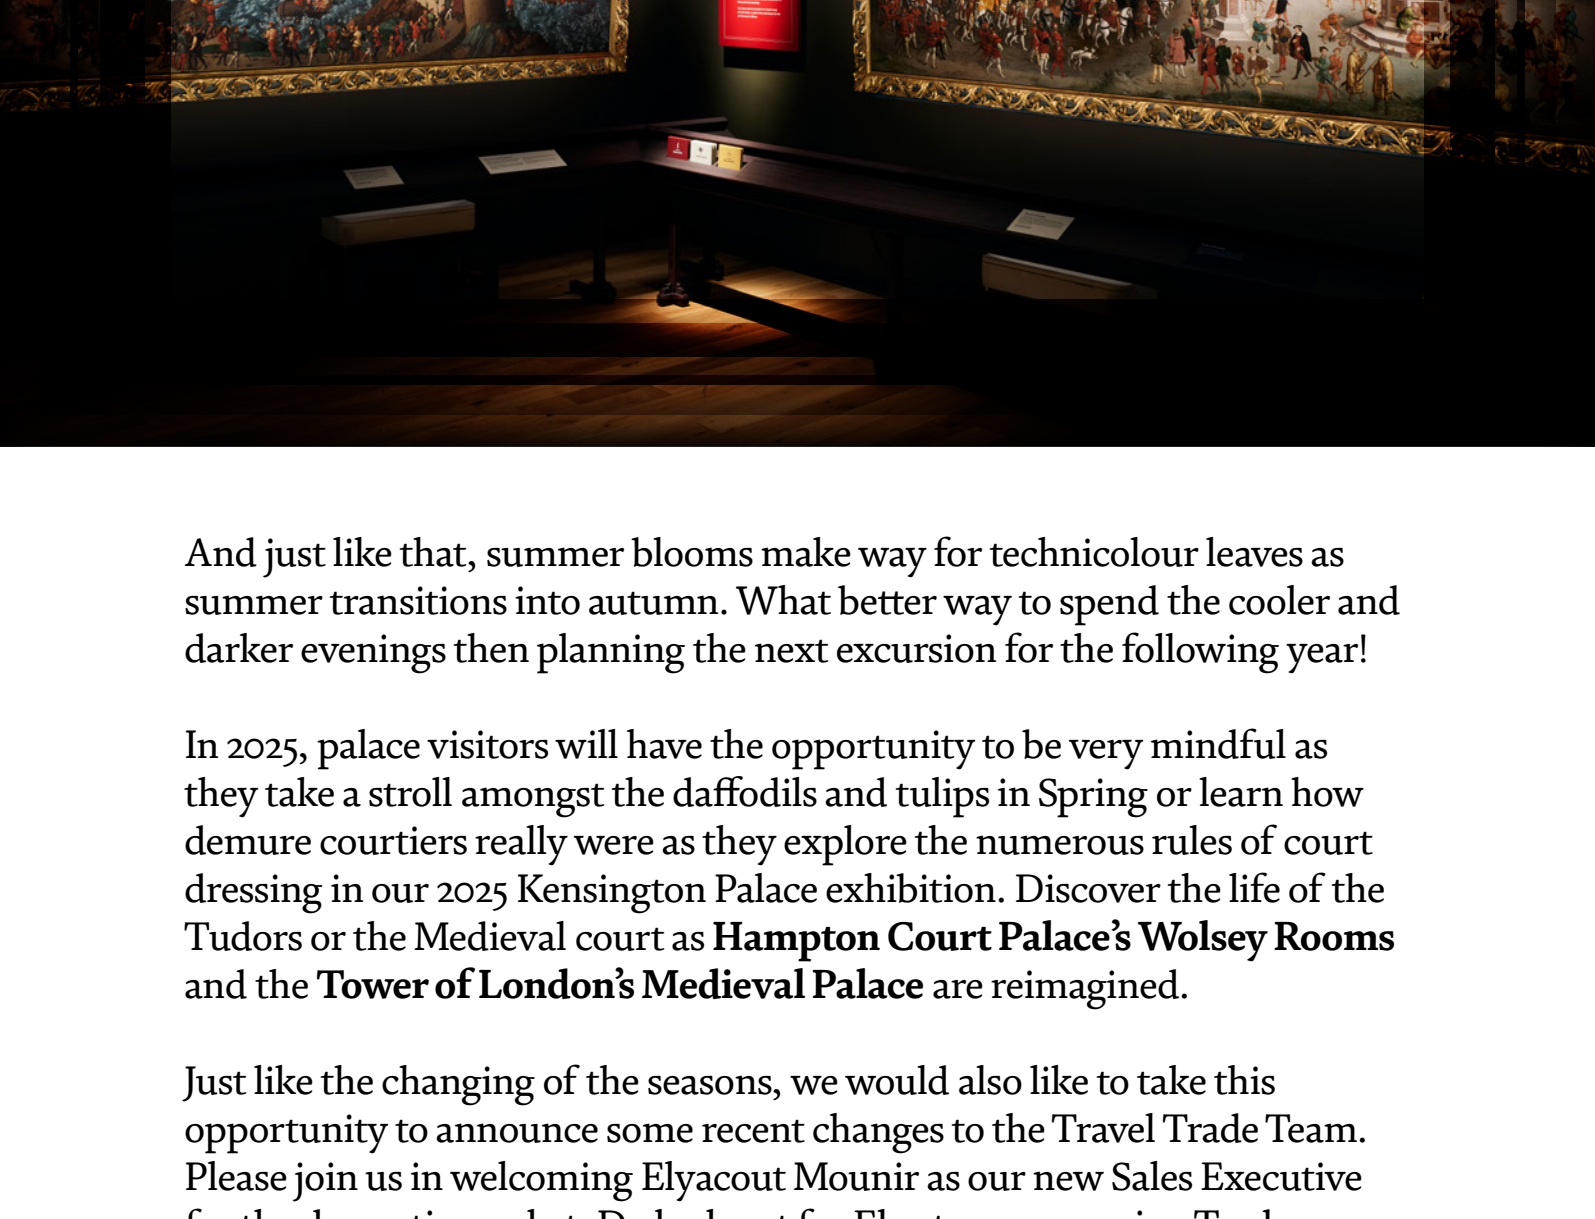 And just like that, summer blooms make way for technicolour leaves as
summer transitions into autumn. What better way to spend the cooler and
darker evenings then planning the next excursion for the following year!
In 2025, palace visitors will have the opportunity to be very mindful as
they take a stroll amongst the daffodils and tulips in Spring or learn how
demure courtiers really were as they explore the numerous rules of court
dressing in our 2025 Kensington Palace exhibition. Discover the life of the
Tudors or the Medieval court as Hampton Court Palace’s Wolsey Rooms
and the Tower of London’s Medieval Palace are reimagined.
Just like the changing of the seasons, we would also like to take this
opportunity to announce some recent changes to the Travel Trade Team.
Please join us in welcoming Elyacout Mounir as our new Sales Executive